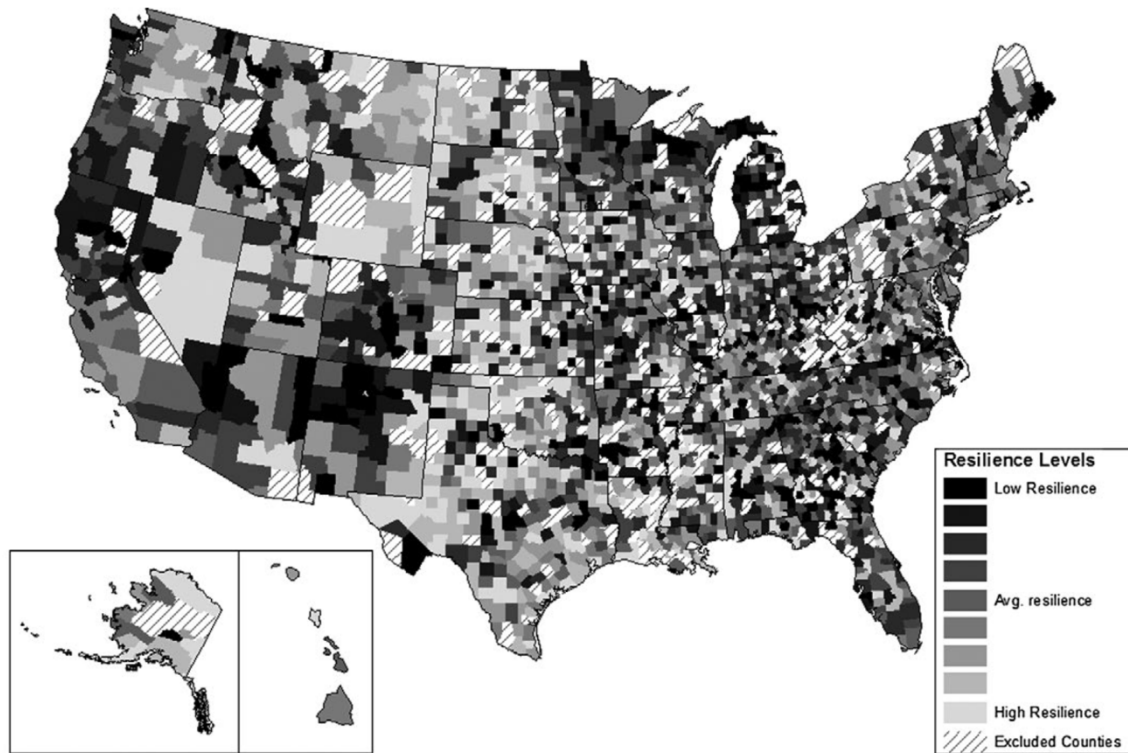 Resilience Levels
Low Resilience
Avg. resilience
High Resilience
Excluded Counties